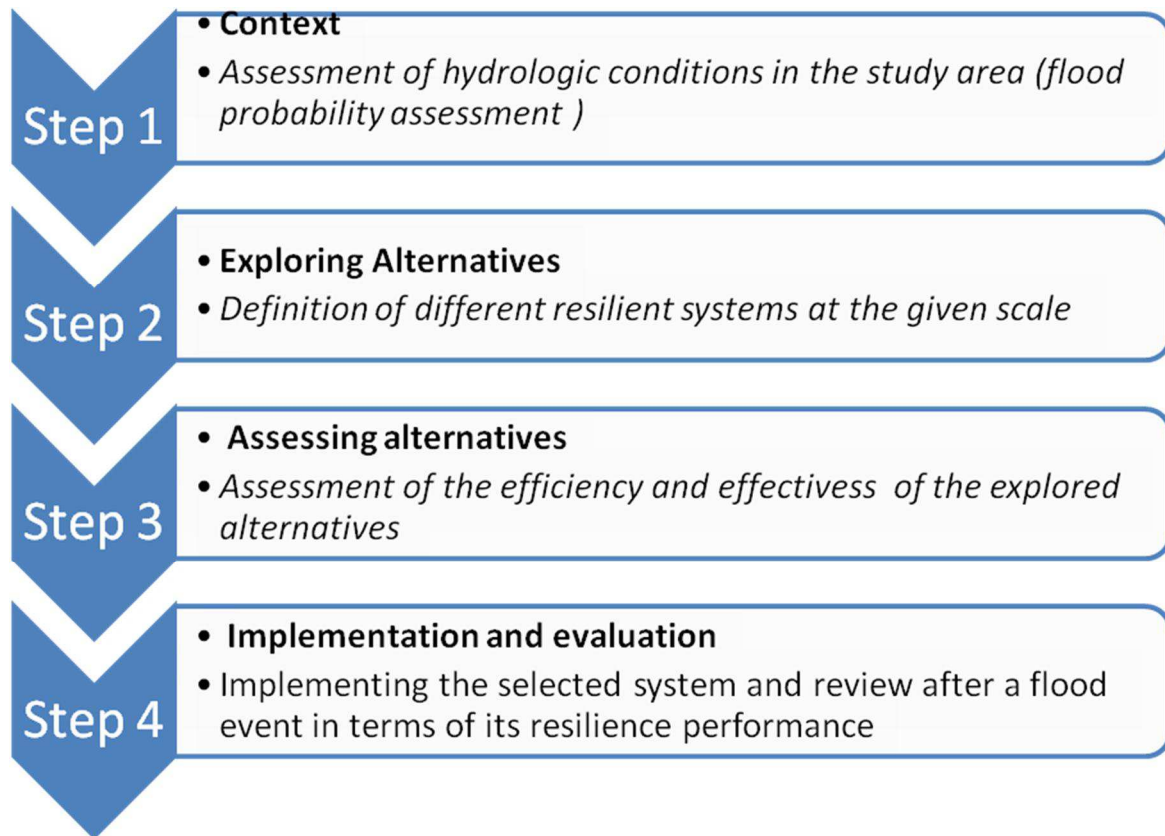 Step 1
• Context
• Assessment of hydrologic conditions in the study area (flood
probability assessment )
Step 2
• Exploring Alternatives
• Definition of different resilient systems at the given scale
Step 3
• Assessing alternatives
• Assessment of the efficiency and effectivess of the explored
alternatives
Step 4
• Implementation and evaluation
• Implementing the selected system and review after a flood
event in terms of its resilience performance